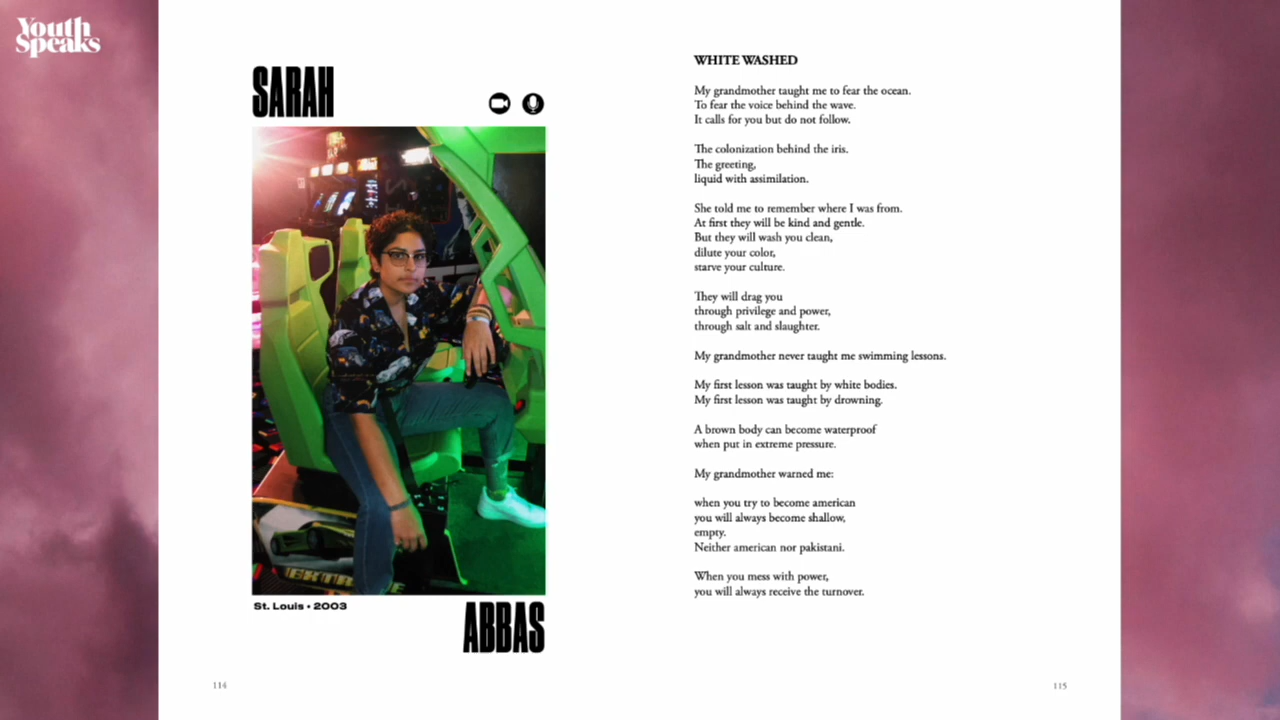 Youth
Speaks
SARAH
St. Louis • 2003
ABBAS
114
WHITE WASHED
My grandmother taught me to fear the ocean.
To fear the voice behind the wave.
It calls for you but do not follow.
The colonization behind the iris.
The greeting,
liquid with assimilation.
She told me to remember where I was from.
At first they will be kind and gentle.
But they will wash you clean,
dilute your color,
starve your culture.
They will drag you
through privilege and power,
through salt and slaughter.
My grandmother never taught me swimming lessons.
My first lesson was taught by white bodies.
My first lesson was taught by drowning.
A brown body can become waterproof
when put in extreme pressure.
My grandmother warned me:
when you try to become american
you will always become shallow,
empty.
Neither american nor pakistani.
When you mess with power,
you will always receive the turnover.
115